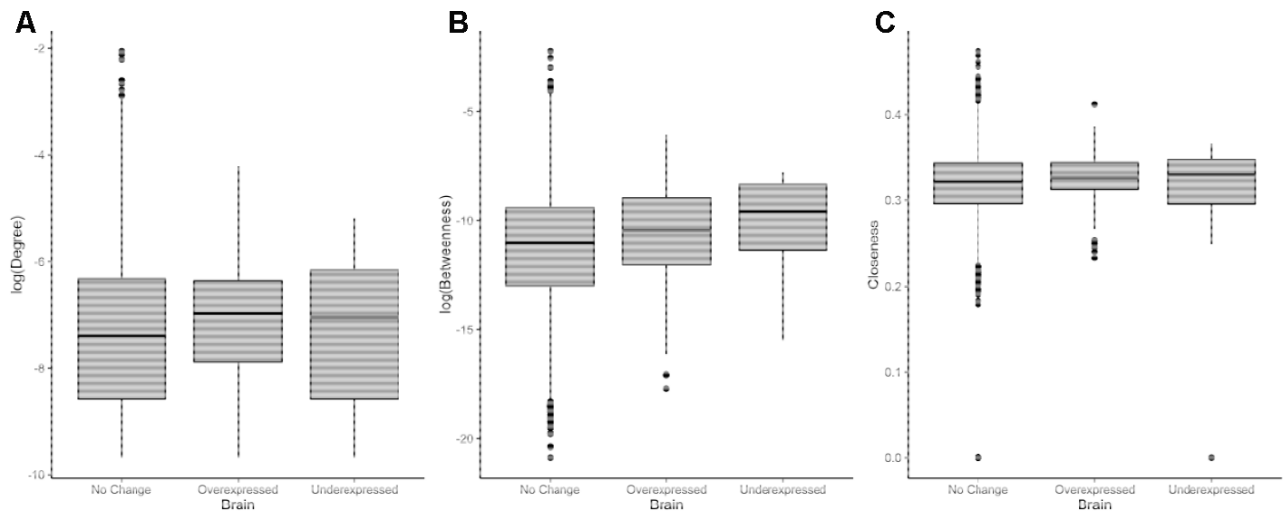 A
log(Degree)
-2
-4
-6
-8
-10
No Change Overexpressed Underexpressed
Brain
B
log(Betweenness)
-5
-10
-15
-20
No Change Overexpressed Underexpressed
Brain
C
Closeness
0.4
0.3
0.2
0.1
0.0
No Change Overexpressed Underexpressed
Brain